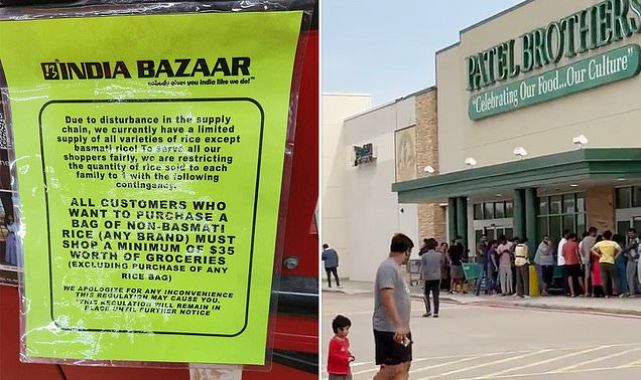 INDIA BAZAAR
nobody gives you india like we do!™
Due to disturbance in the supply
chain, we currently have a limited
supply of all varieties of rice except
basmati rice! To serve all our
shoppers fairly, we are restricting
the quantity of rice sold to each
family to 1 with the following
contingency.
ALL CUSTOMERS WHO
WANT TO PURCHASE A
BAG OF NON-BASMATI
RICE (ANY BRAND) MUST
SHOP A MINIMUM OF $35
WORTH OF GROCERIES
(EXCLUDING PURCHASE OF ANY
RICE BAG)
WE APOLOGIZE FOR ANY INCONVENIENCE
THIS REGULATION MAY CAUSE YOU.
THIS REGULATION WILL REMAIN IN
PLACE UNTIL FURTHER NOTICE
PATEL BROTHERS
"Celebrating Our Food...Our Culture"